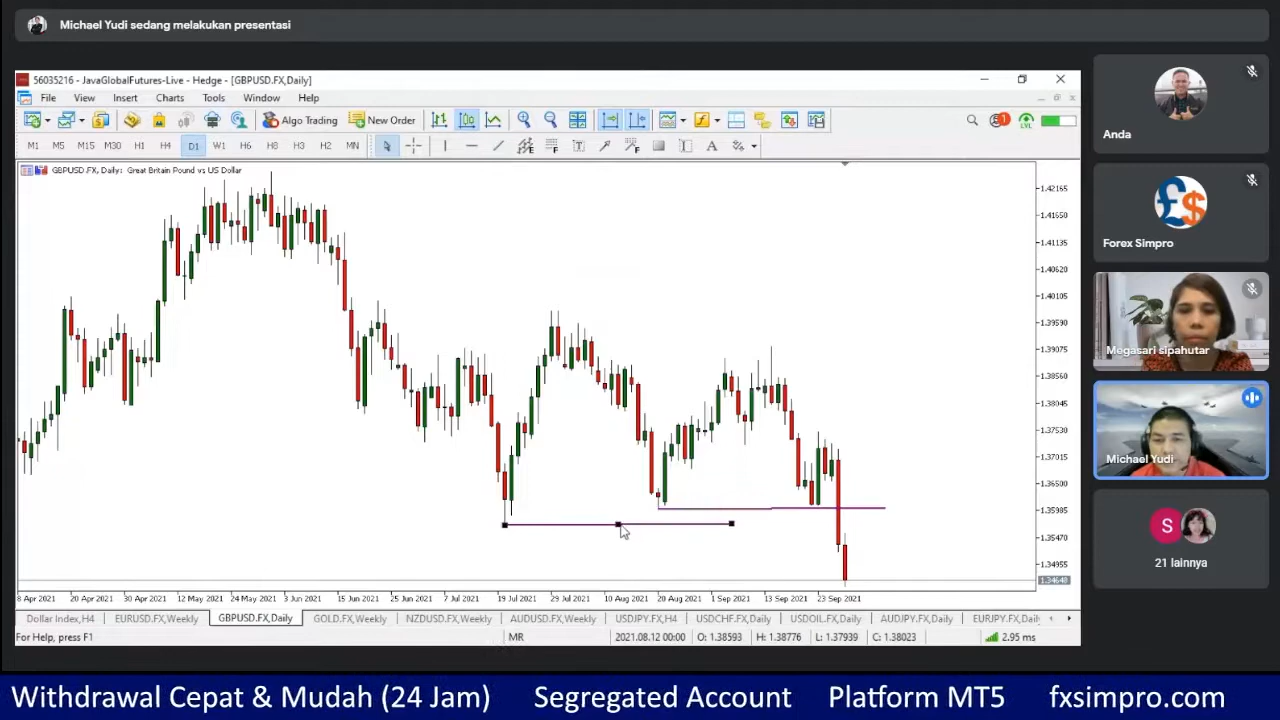 Michael Yudi sedang melakukan presentasi
56035216 - JavaGlobalFutures-Live - Hedge - [GBPUSD.FX,Daily]
File View Insert Charts Tools Window Help
Algo Trading New Order
1
LVL
M1 M5 M15 M30 H1 H4 D1 W1 H6 H8 H2 H3 H12 MN
GBPUSD.FX, Daily: Great Britain Pound vs US Dollar
1.42165
1.41650
1.41135
1.40620
1.40105
1.39590
1.39075
1.38560
1.38045
1.37530
1.37015
1.36500
1.35985
1.35470
1.34955
1.34640
8 Apr 2021 20 Apr 2021 30 Apr 2021 12 May 2021 24 May 2021 3 Jun 2021 15 Jun 2021 25 Jun 2021 7 Jul 2021 19 Jul 2021 29 Jul 2021 10 Aug 2021 20 Aug 2021 1 Sep 2021 13 Sep 2021 23 Sep 2021
Dollar Index,H4 EURUSD.FX,Weekly GBPUSD.FX,Daily GOLD.FX,Weekly NZDUSD.FX,Weekly AUDUSD.FX,Weekly USDJPY.FX,H4 USDCHF.FX,Daily USDOIL.FX,Daily AUDJPY.FX,Daily EURJPY.FX,Daily
For Help, press F1 MR 2021.08.12 00:00 O: 1.38593 H: 1.38776 L: 1.37939 C: 1.38023 2.95 ms
Anda
£$
Forex Simpro
Megasari sipahutar
Michael Yudi
S
21 lainnya
Withdrawal Cepat & Mudah (24 Jam) Segregated Account Platform MT5 fxsimpro.com